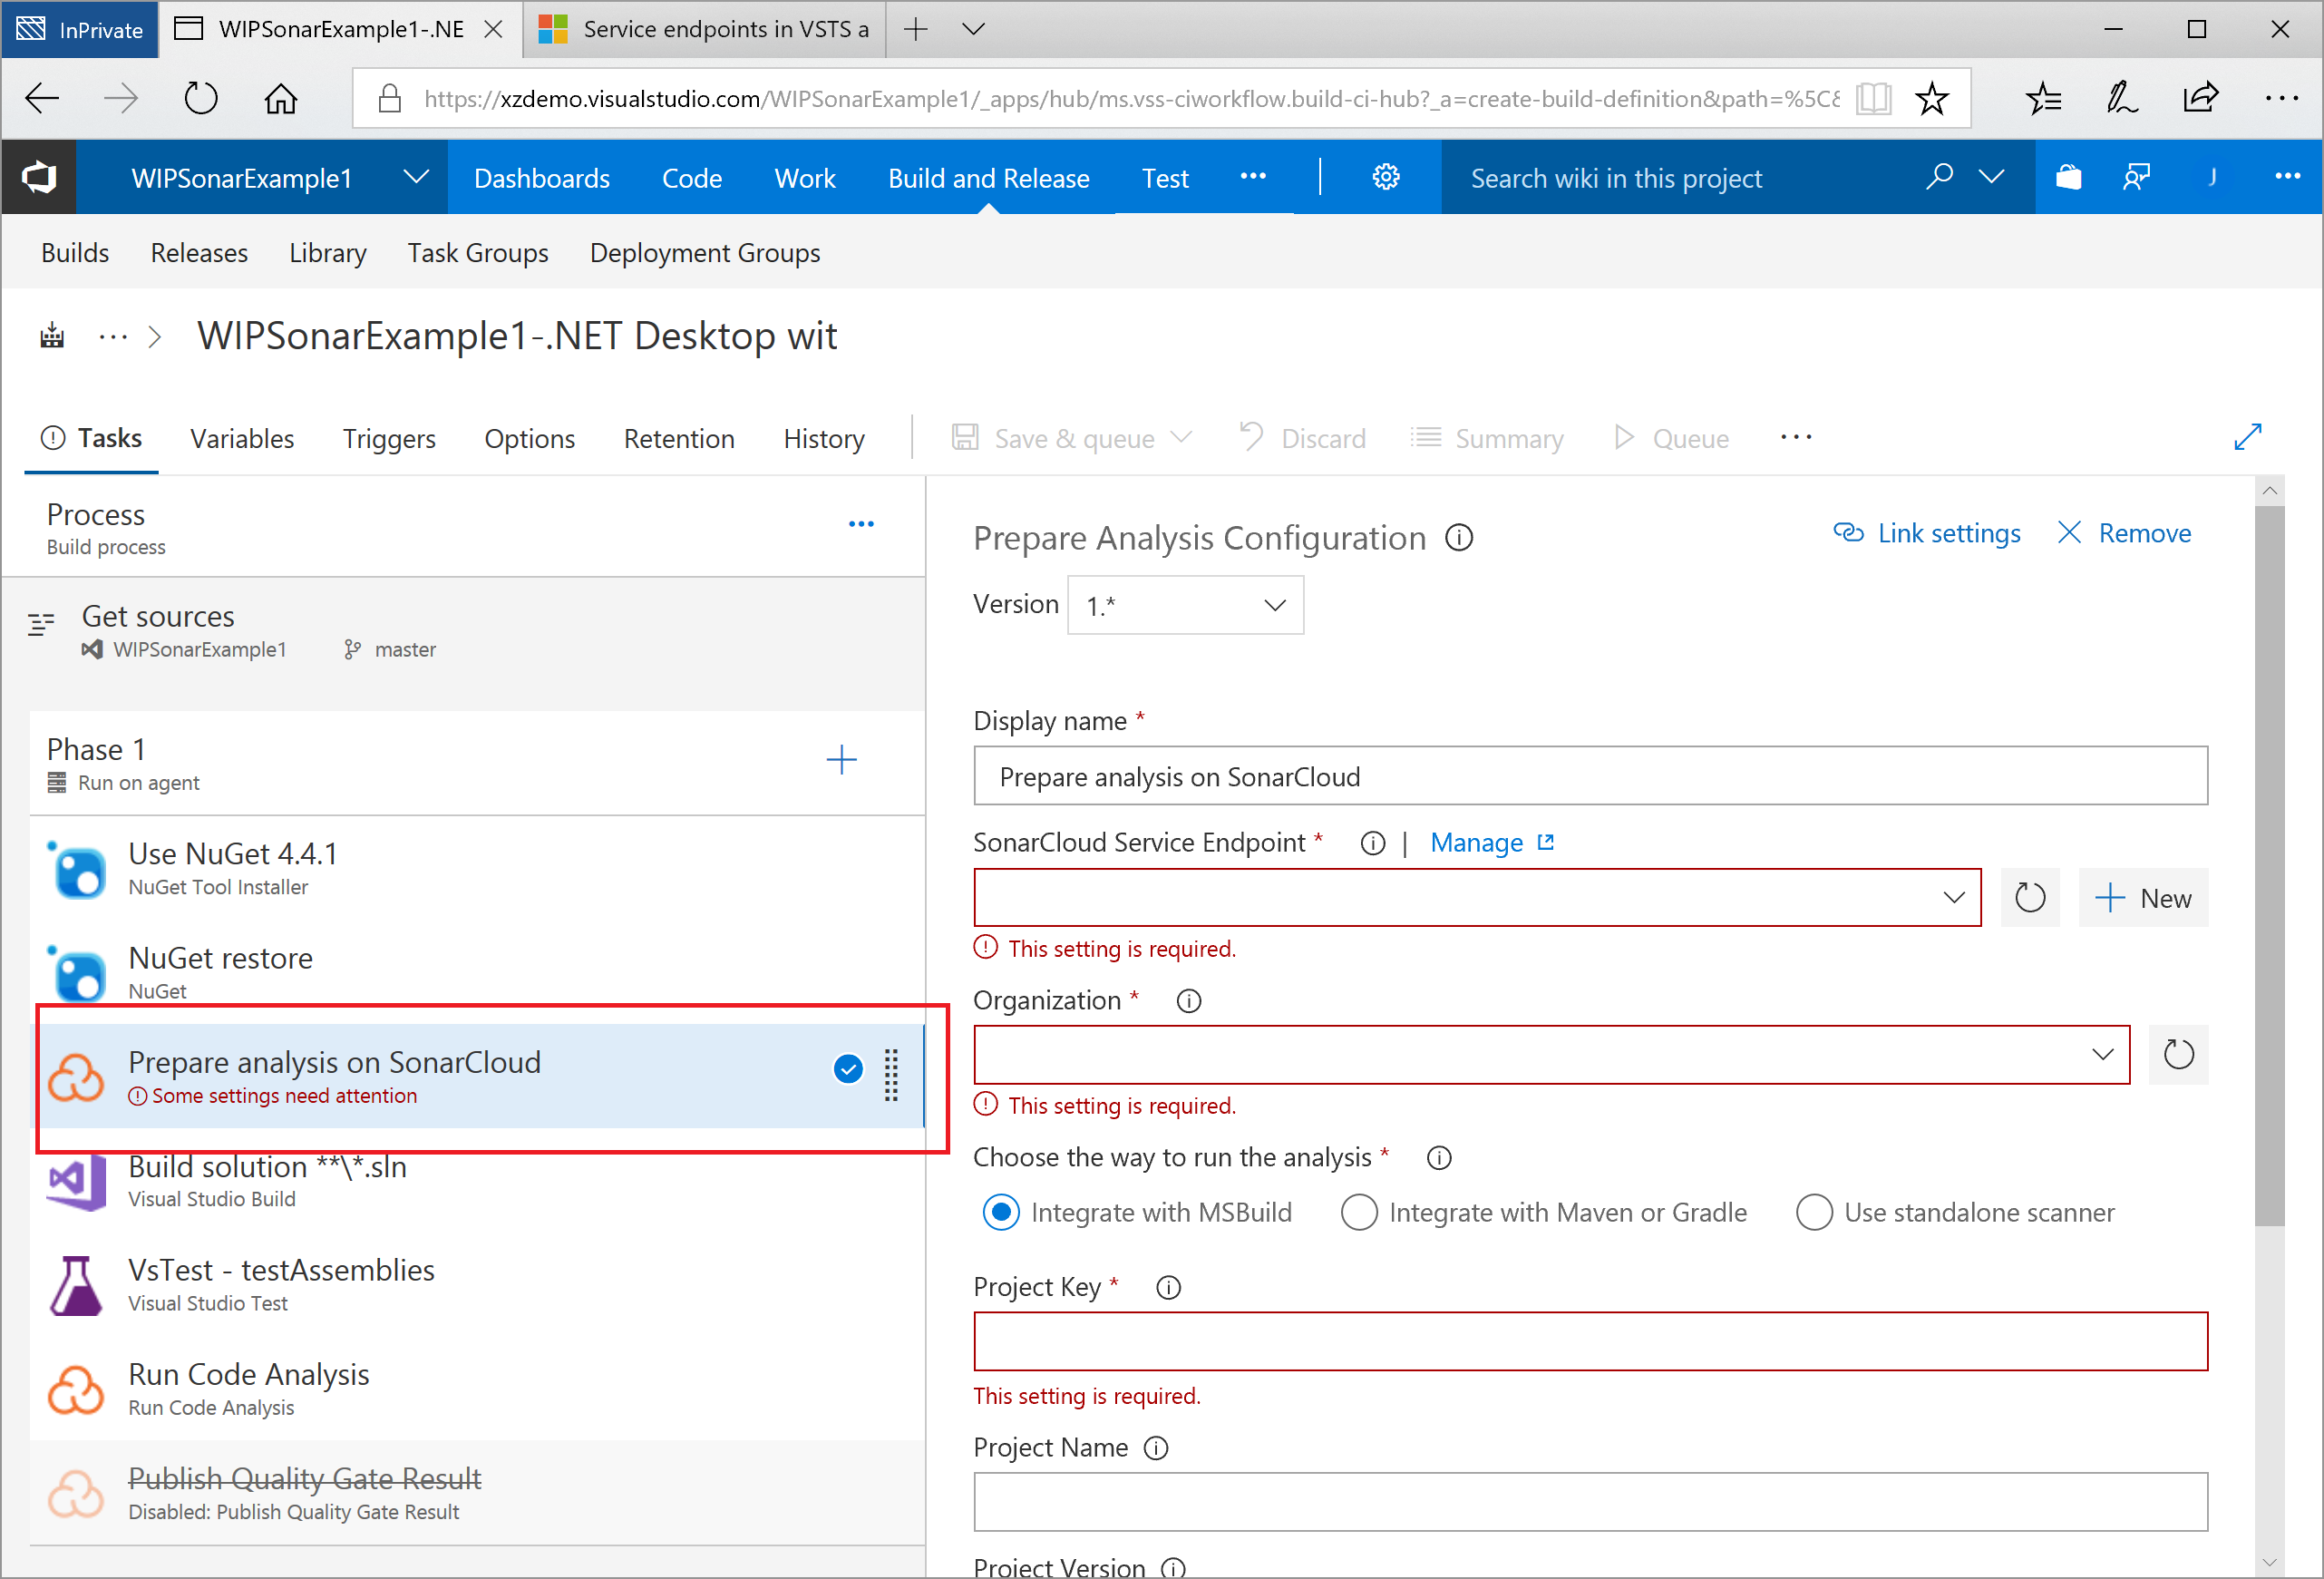 InPrivate
WIPSonarExample1-.NE
Service endpoints in VSTS a
https://xzdemo.visualstudio.com/WIPSonarExample1/_apps/hub/ms.vss-ciworkflow.build-ci-hub?_a=create-build-definition&path=%5C&
WIPSonarExample1
Dashboards
Code
Work
Build and Release
Test
Search wiki in this project
J
Builds
Releases
Library
Task Groups
Deployment Groups
WIPSonarExample1-.NET Desktop wit
Tasks
Variables
Triggers
Options
Retention
History
Save & queue
Discard
Summary
Queue
Process
Build process
Get sources
WIPSonarExample1
master
Phase 1
Run on agent
Use NuGet 4.4.1
NuGet Tool Installer
NuGet restore
NuGet
Prepare analysis on SonarCloud
Some settings need attention
Build solution **\*.sln
Visual Studio Build
VsTest - testAssemblies
Visual Studio Test
Run Code Analysis
Run Code Analysis
Publish Quality Gate Result
Disabled: Publish Quality Gate Result
Prepare Analysis Configuration
Link settings
Remove
Version
1.*
Display name *
Prepare analysis on SonarCloud
SonarCloud Service Endpoint * | Manage
New
This setting is required.
Organization *
This setting is required.
Choose the way to run the analysis *
Integrate with MSBuild
Integrate with Maven or Gradle
Use standalone scanner
Project Key *
This setting is required.
Project Name
Project Version